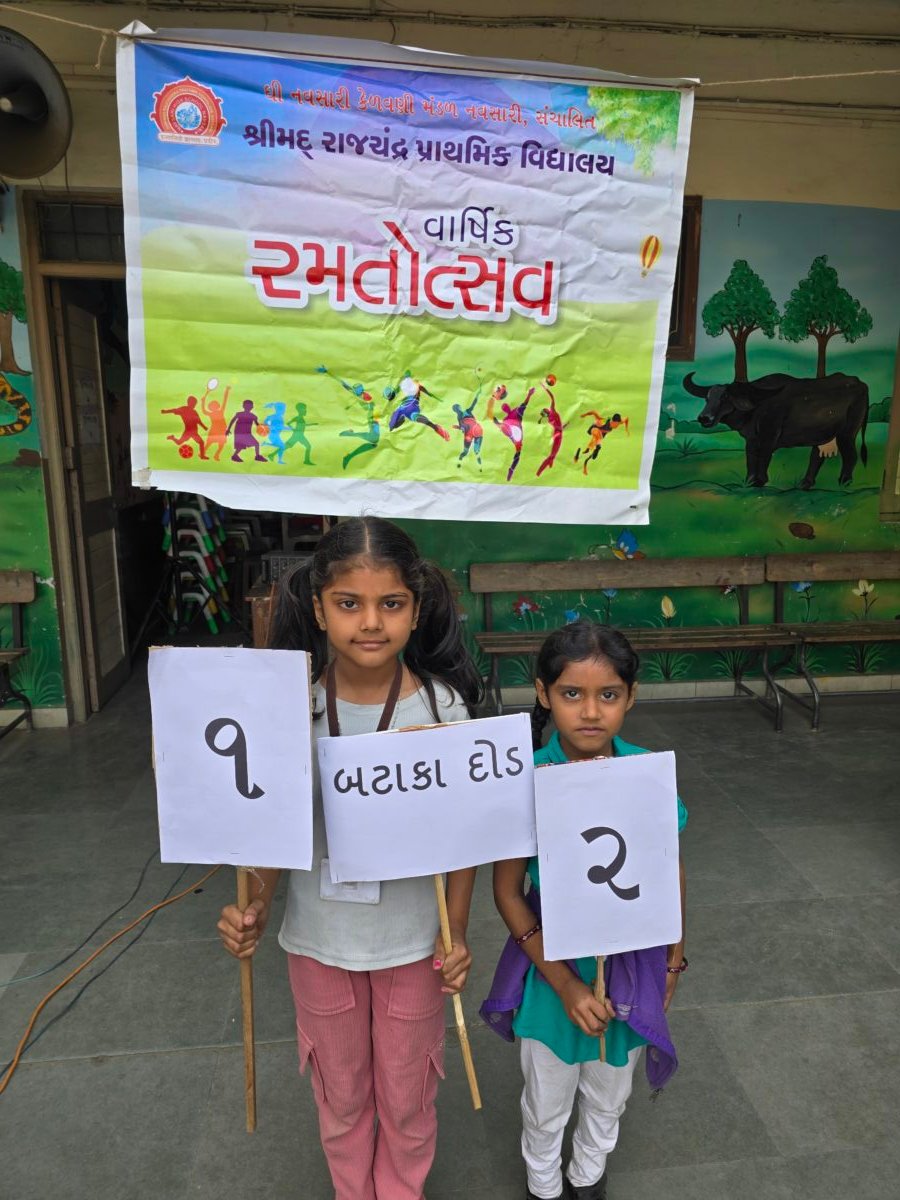 ધી નવસારી કેળવણી મંડળ નવસારી, સંચાલિત
શ્રીમદ્ રાજચંદ્ર પ્રાથમિક વિદ્યાલય
વાર્ષિક
રમતોત્સવ
૧
બટાકા દોડ
૨